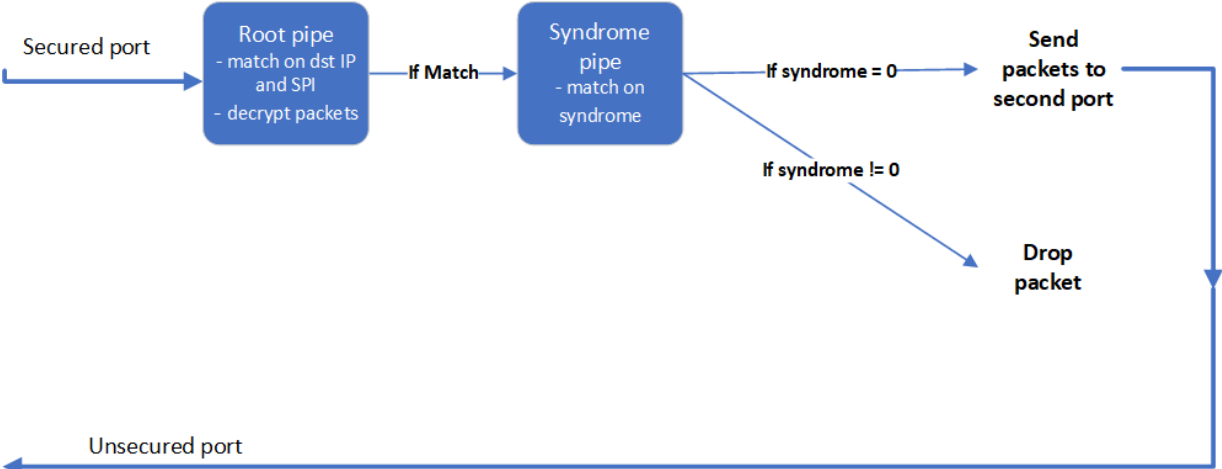 Secured port
Root pipe
- match on dst IP
and SPI
- decrypt packets
If Match
Syndrome
pipe
- match on
syndrome
If syndrome = 0
Send
packets to
second port
If syndrome != 0
Drop
packet
Unsecured port